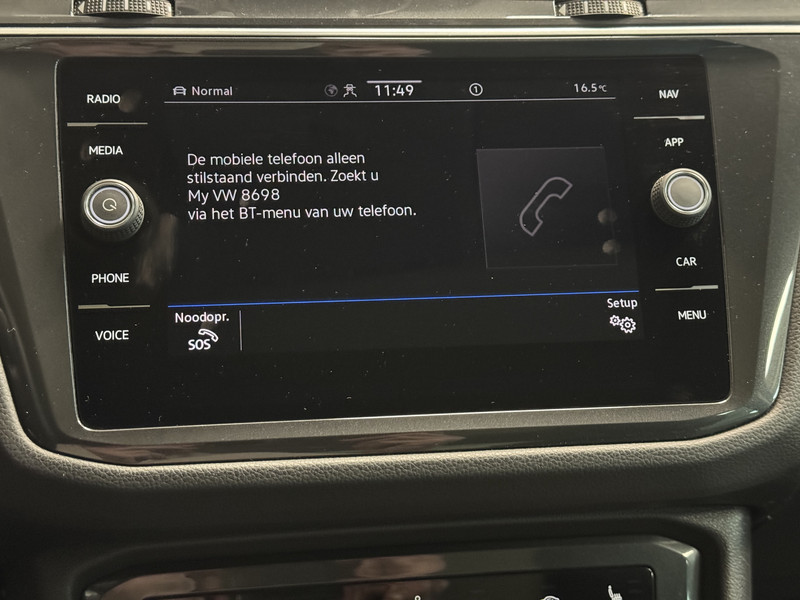 RADIO
MEDIA
PHONE
VOICE
Normal
11:49
1
16.5°C
De mobiele telefoon alleen
stilstaand verbinden. Zoekt u
My VW 8698
via het BT-menu van uw telefoon.
Noodopr.
SOS
Setup
NAV
APP
CAR
MENU